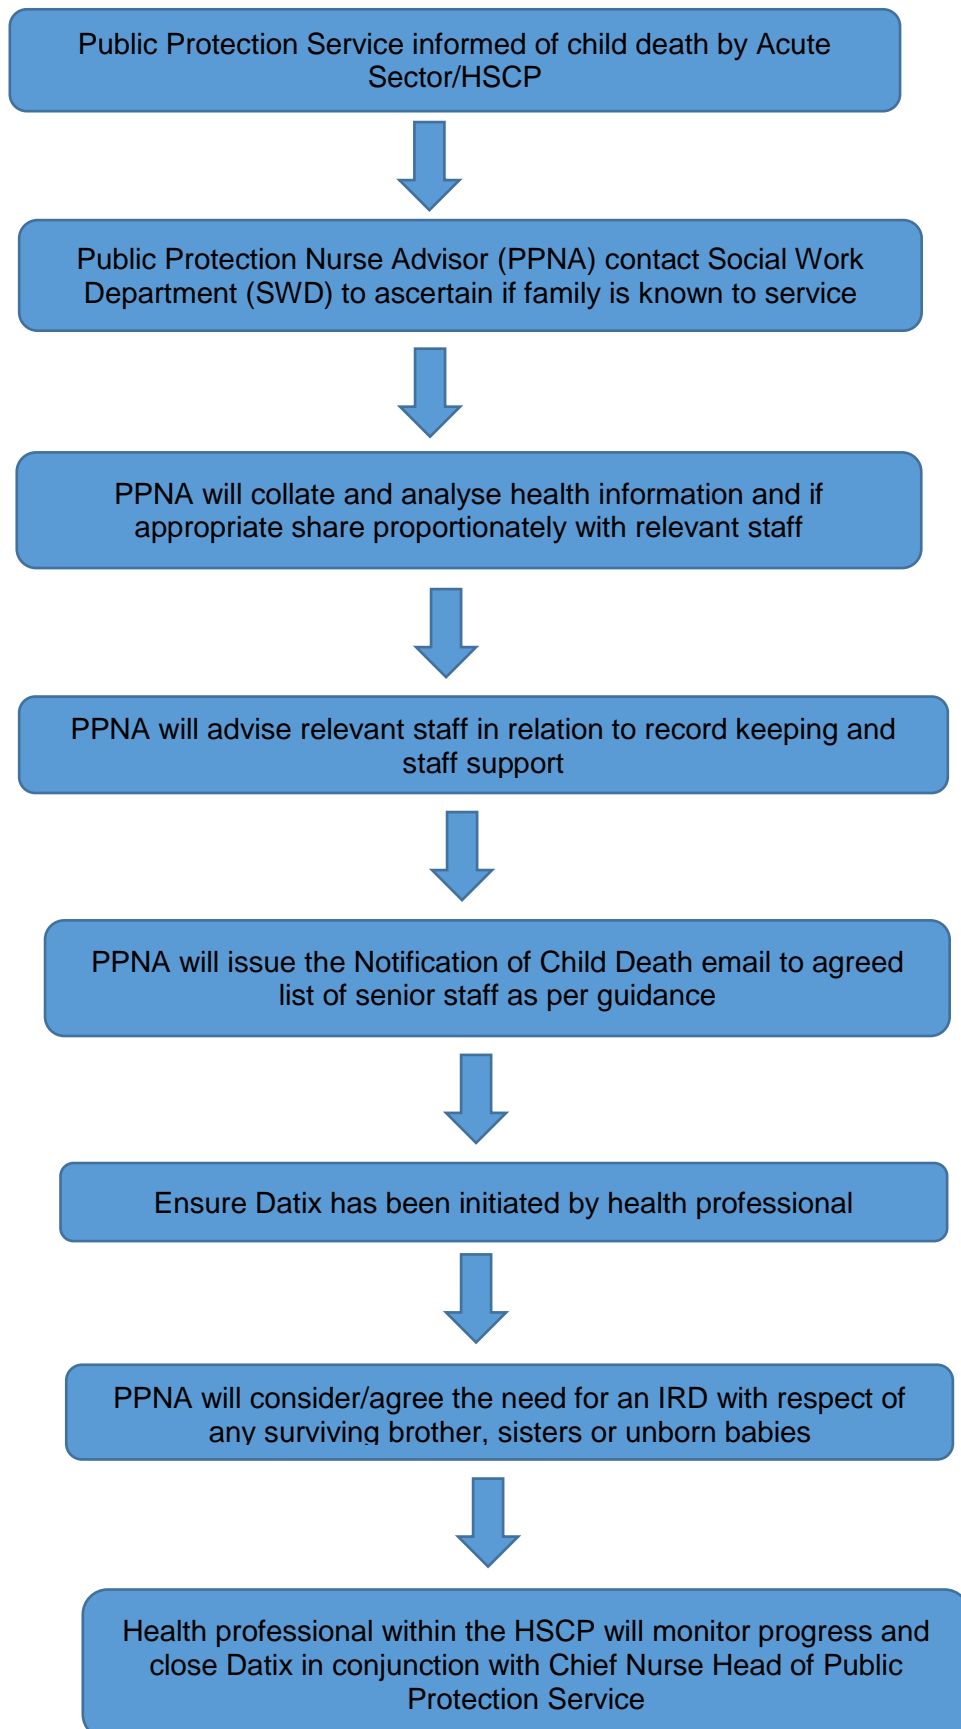 Public Protection Service informed of child death by Acute
Sector/HSCP
Public Protection Nurse Advisor (PPNA) contact Social Work
Department (SWD) to ascertain if family is known to service
PPNA will collate and analyse health information and if
appropriate share proportionately with relevant staff
PPNA will advise relevant staff in relation to record keeping and
staff support
PPNA will issue the Notification of Child Death email to agreed
list of senior staff as per guidance
Ensure Datix has been initiated by health professional
PPNA will consider/agree the need for an IRD with respect of
any surviving brother, sisters or unborn babies
Health professional within the HSCP will monitor progress and
close Datix in conjunction with Chief Nurse Head of Public
Protection Service